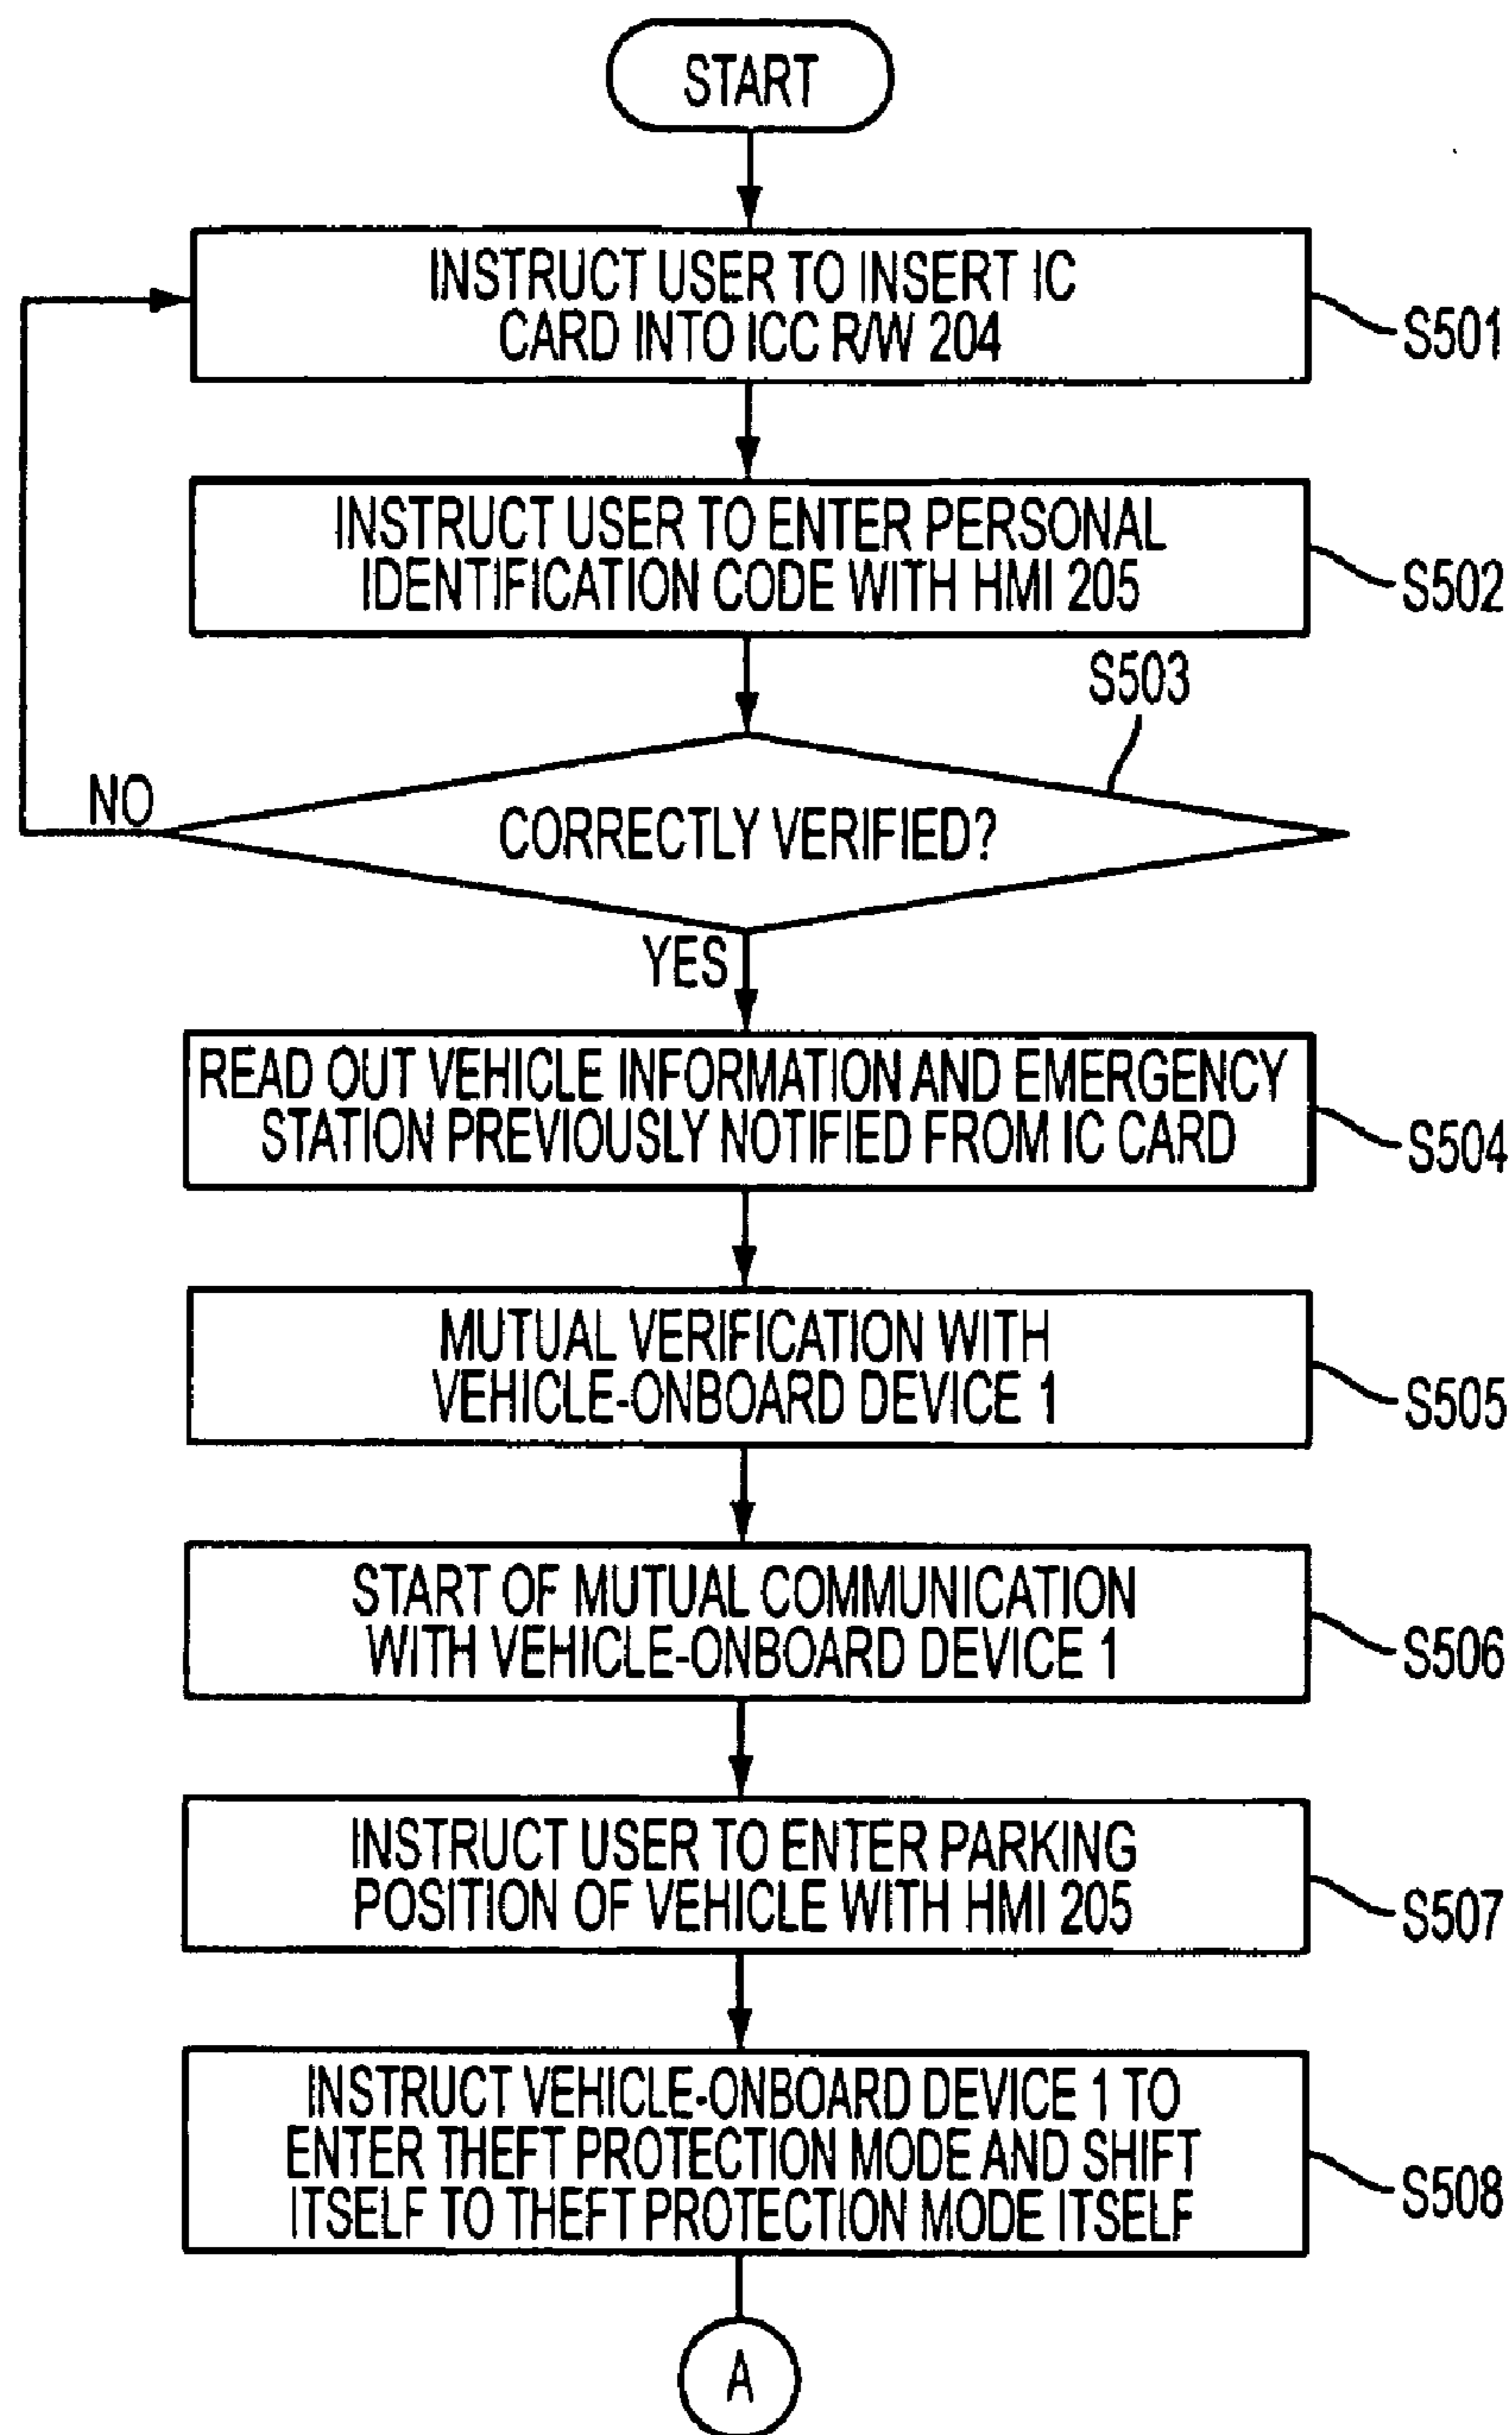 START
INSTRUCT USER TO INSERT IC
CARD INTO ICC R/W 204
S501
INSTRUCT USER TO ENTER PERSONAL
IDENTIFICATION CODE WITH HMI 205
S502
S503
NO
CORRECTLY VERIFIED?
YES
READ OUT VEHICLE INFORMATION AND EMERGENCY
STATION PREVIOUSLY NOTIFIED FROM IC CARD
S504
MUTUAL VERIFICATION WITH
VEHICLE-ONBOARD DEVICE 1
S505
START OF MUTUAL COMMUNICATION
WITH VEHICLE-ONBOARD DEVICE 1
S506
INSTRUCT USER TO ENTER PARKING
POSITION OF VEHICLE WITH HMI 205
S507
INSTRUCT VEHICLE-ONBOARD DEVICE 1 TO
ENTER THEFT PROTECTION MODE AND SHIFT
ITSELF TO THEFT PROTECTION MODE ITSELF
S508
A